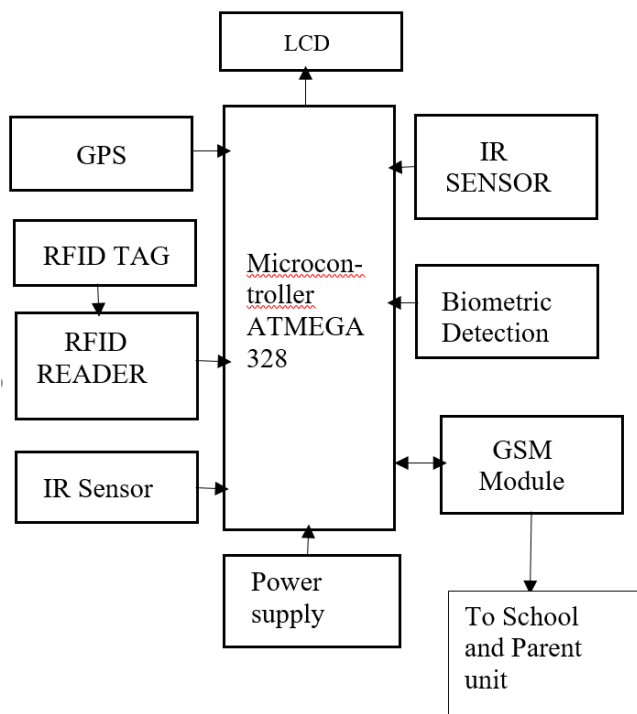 LCD
GPS
IR
SENSOR
RFID TAG
Microcon-
troller
ATMEGA
328
Biometric
Detection
RFID
READER
GSM
Module
IR Sensor
Power
supply
To School
and Parent
unit